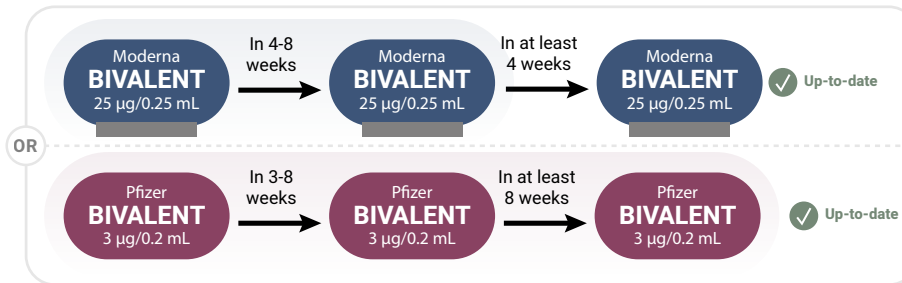 Moderna
BIVALENT
25 µg/0.25 mL
In 4-8
weeks
Moderna
BIVALENT
25 µg/0.25 mL
In at least
4 weeks
Moderna
BIVALENT
25 µg/0.25 mL
Up-to-date
OR
Pfizer
BIVALENT
3 µg/0.2 mL
In 3-8
weeks
Pfizer
BIVALENT
3 µg/0.2 mL
In at least
8 weeks
Pfizer
BIVALENT
3 µg/0.2 mL
Up-to-date